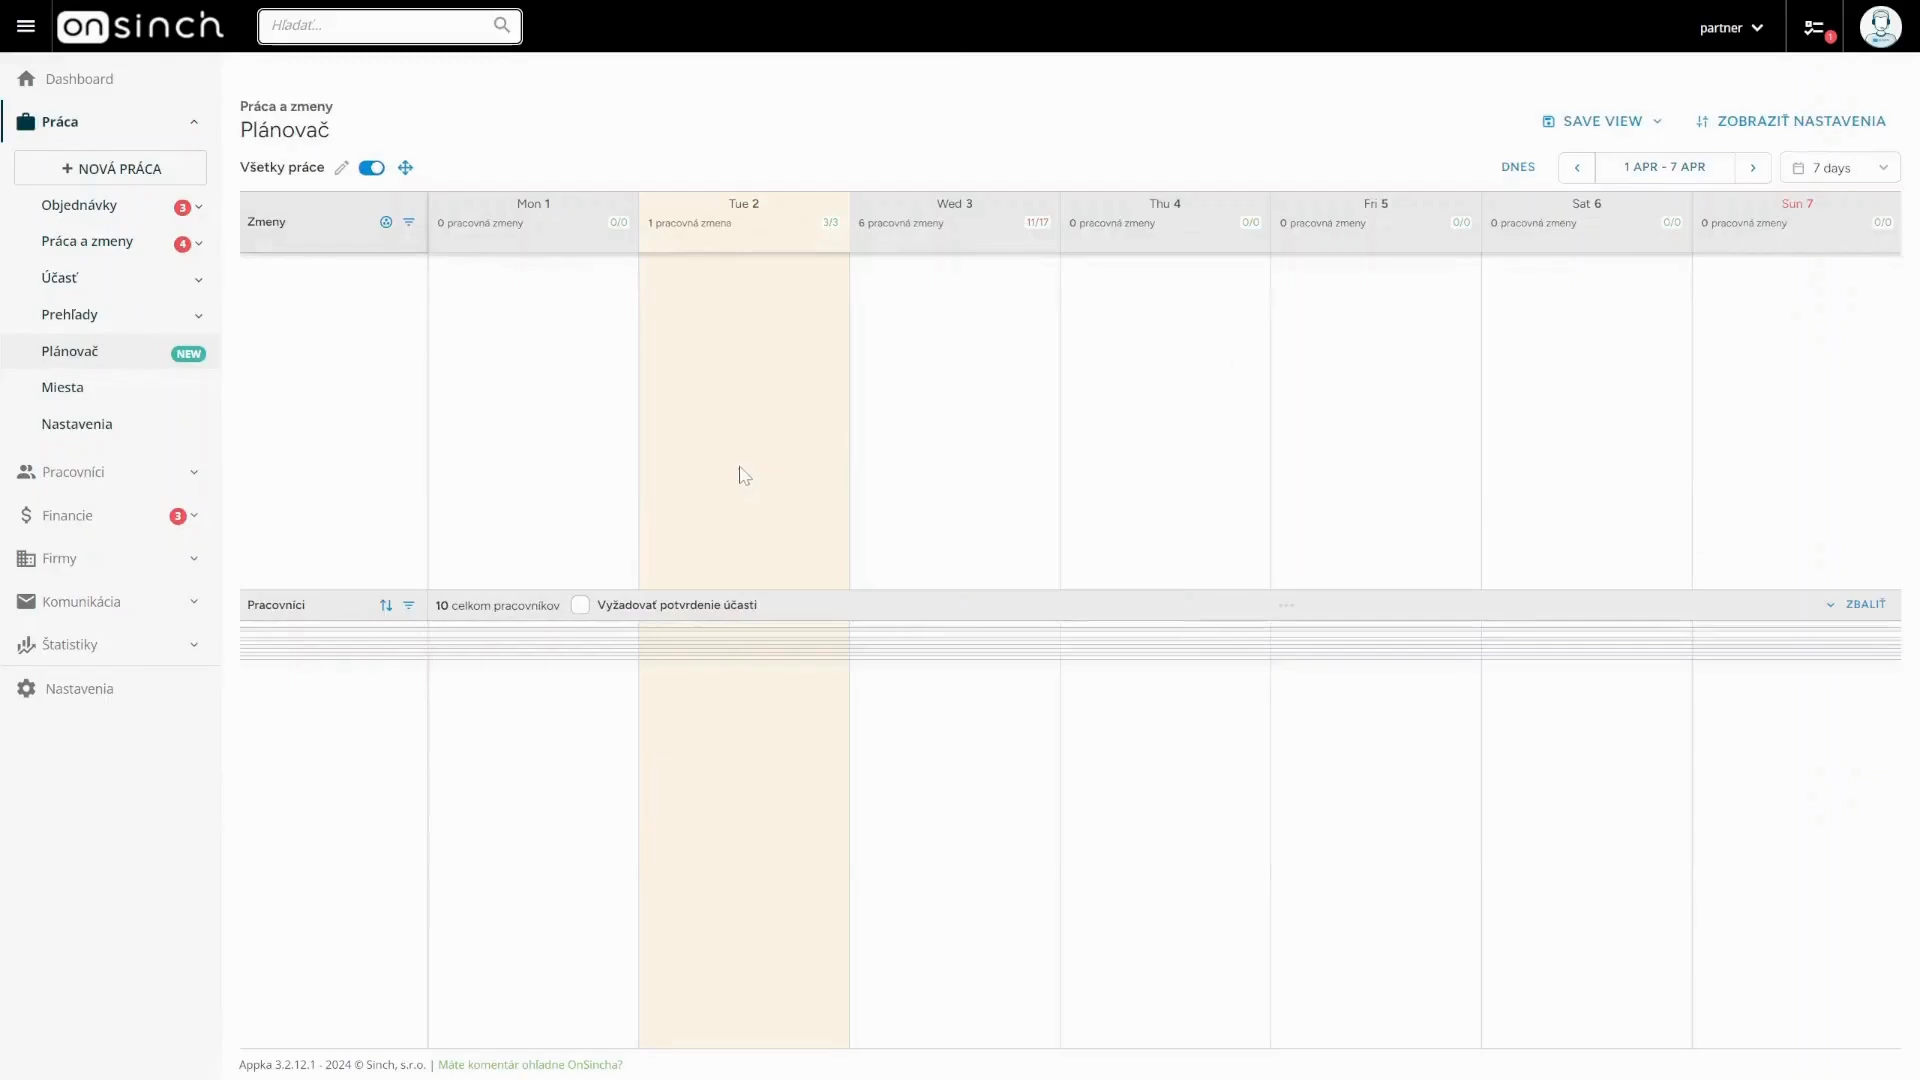 onsinch
Hľadať...
partner
1
Dashboard
Práca
+ NOVÁ PRÁCA
Objednávky 3
Práca a zmeny 4
Účasť
Prehľady
Plánovač NEW
Miesta
Nastavenia
Pracovníci
Financie 3
Firmy
Komunikácia
Štatistiky
Nastavenia
Práca a zmeny
Plánovač
SAVE VIEW
ZOBRAZIŤ NASTAVENIA
Všetky práce
DNES
1 APR - 7 APR
7 days
Zmeny
Mon 1
0 pracovná zmeny 0/0
Tue 2
1 pracovná zmena 3/3
Wed 3
6 pracovná zmeny 11/17
Thu 4
0 pracovná zmeny 0/0
Fri 5
0 pracovná zmeny 0/0
Sat 6
0 pracovná zmeny 0/0
Sun 7
0 pracovná zmeny 0/0
Pracovníci
10 celkom pracovníkov
Vyžadovať potvrdenie účasti
ZBALIŤ
Appka 3.2.12.1 - 2024 © Sinch, s.r.o. | Máte komentár ohľadne OnSinchа?